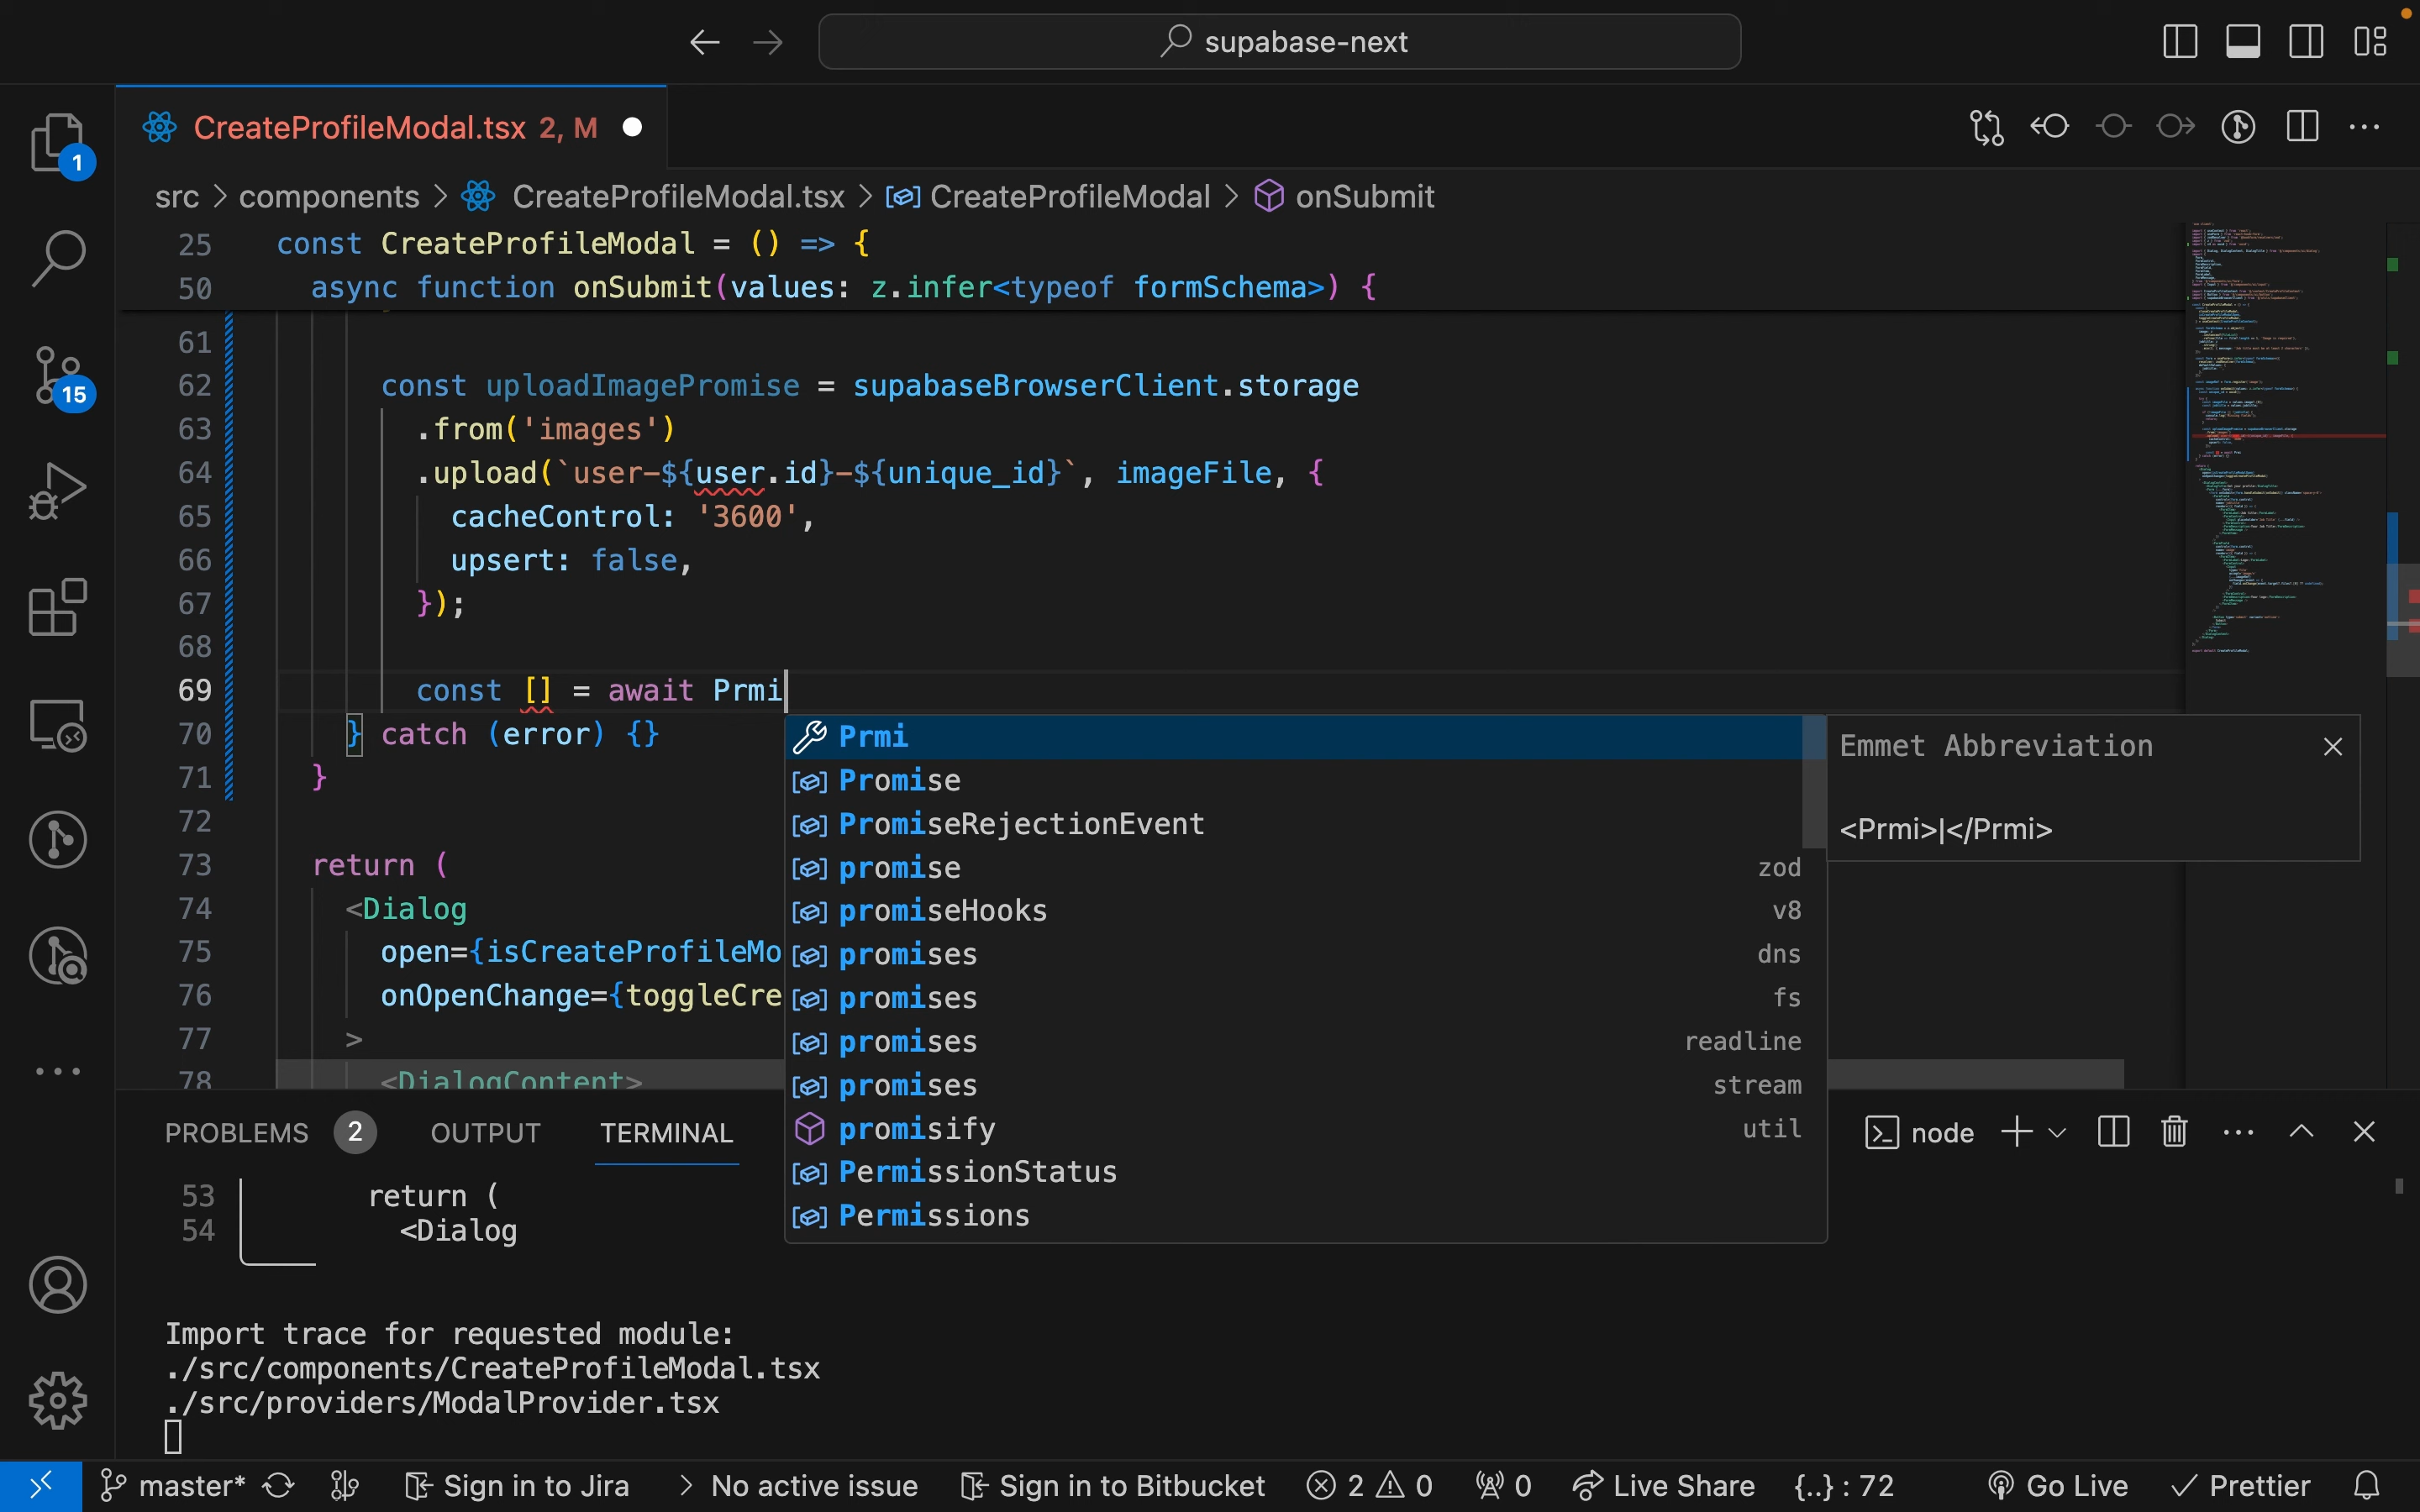 supabase-next
CreateProfileModal.tsx 2, M
src > components > CreateProfileModal.tsx > CreateProfileModal > onSubmit
1
15
25 const CreateProfileModal = () => {
50 async function onSubmit(values: z.infer<typeof formSchema>) {
61
62 const uploadImagePromise = supabaseBrowserClient.storage
63 .from('images')
64 .upload(`user-${user.id}-${unique_id}`, imageFile, {
65 cacheControl: '3600',
66 upsert: false,
67 });
68
69 const [] = await Prmi
70 } catch (error) {}
71 }
72
73 return (
74 <Dialog
75 open={isCreateProfileMo
76 onOpenChange={toggleCre
77 >
78 <DialogContent>
Prmi
Promise
PromiseRejectionEvent
promise zod
promiseHooks v8
promises dns
promises fs
promises readline
promises stream
promisify util
PermissionStatus
Permissions
Emmet Abbreviation
<Prmi>|</Prmi>
PROBLEMS 2 OUTPUT TERMINAL
node
53 return (
54 <Dialog
Import trace for requested module:
./src/components/CreateProfileModal.tsx
./src/providers/ModalProvider.tsx
master* Sign in to Jira > No active issue Sign in to Bitbucket 2 0 0 Live Share {..} : 72 Go Live Prettier